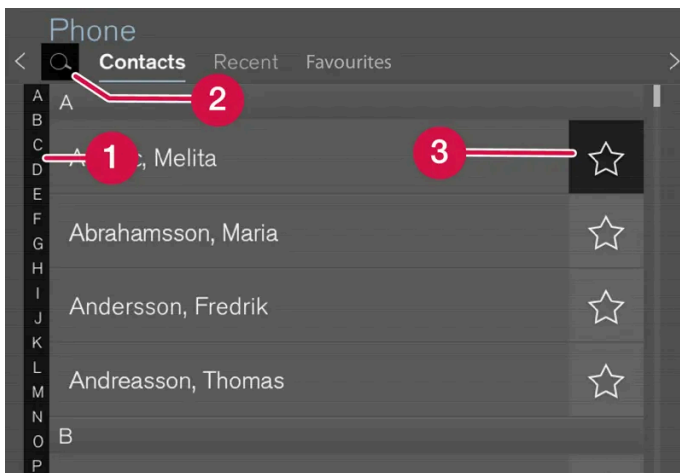 Phone
Contacts Recent Favourites
2
A
B
C
D
E
F
G
H
I
J
K
L
M
N
O
P
A
1
Melita
3
Abrahamsson, Maria
Andersson, Fredrik
Andreasson, Thomas
B